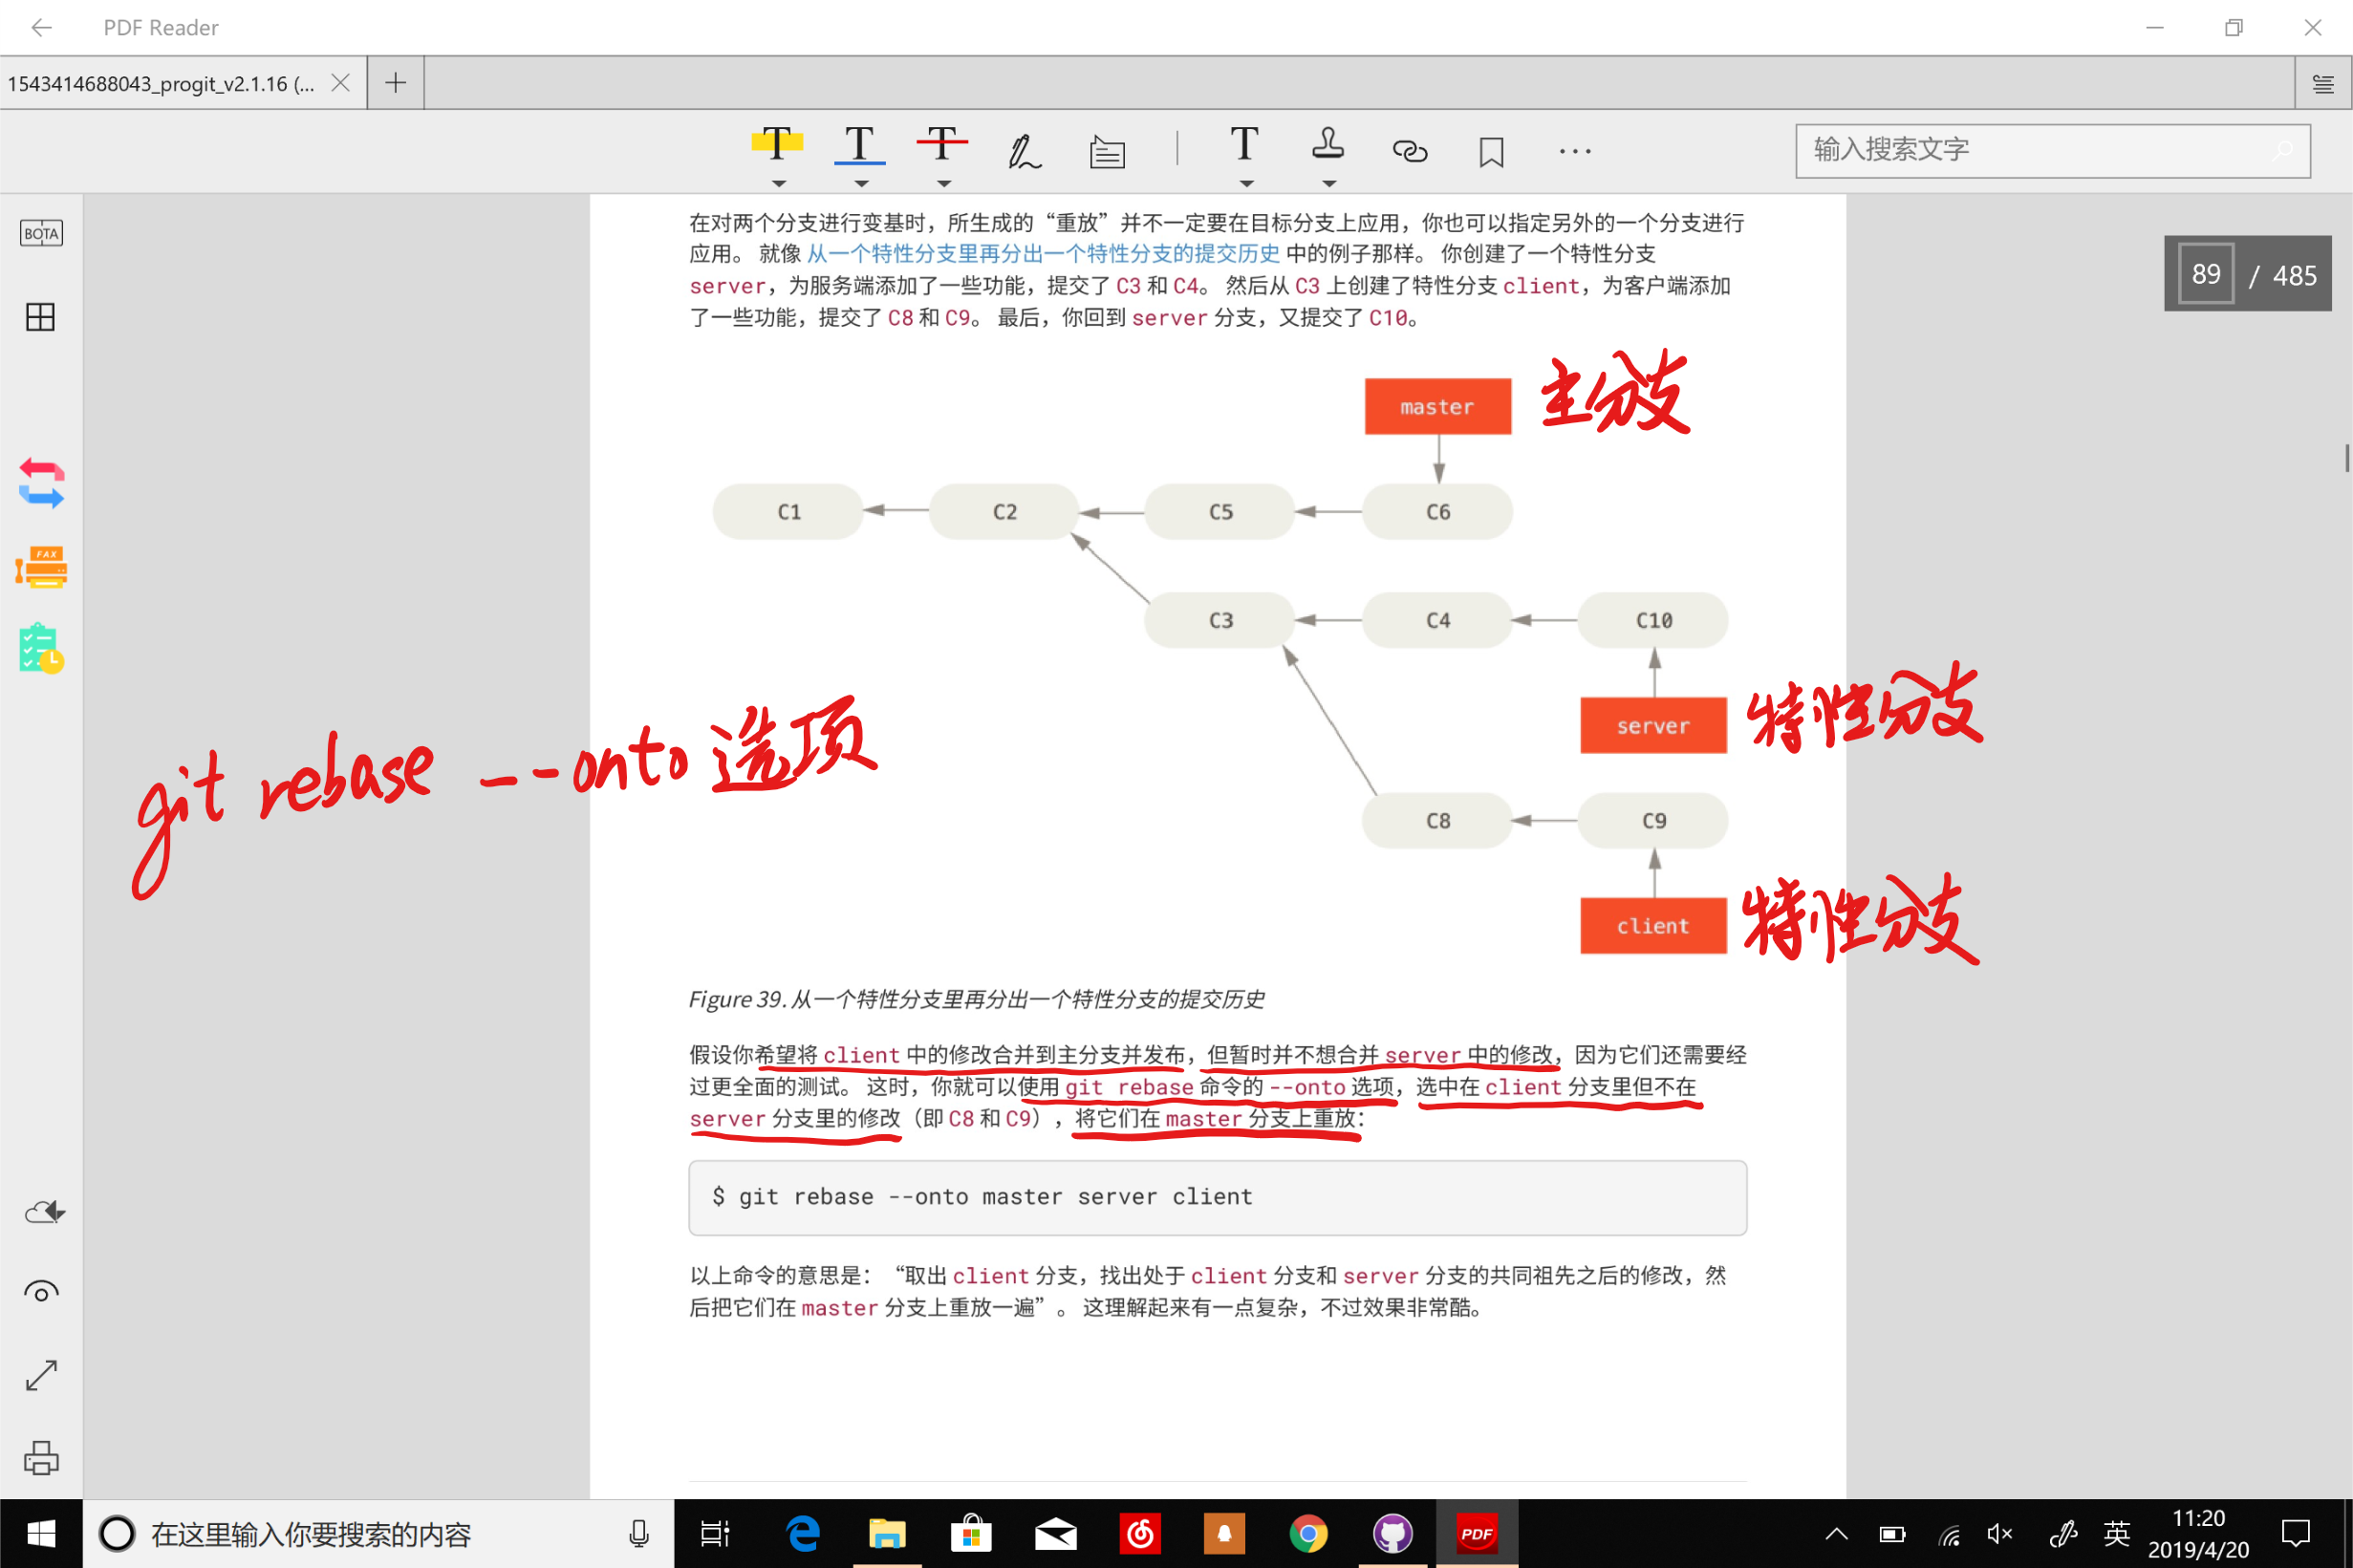 PDF Reader
1543414688043_progit_v2.1.16 (...
输入搜索文字
BOTA
89 / 485
在对两个分支进行变基时，所生成的“重放”并不一定要在目标分支上应用，你也可以指定另外的一个分支进行
应用。 就像 从一个特性分支里再分出一个特性分支的提交历史 中的例子那样。 你创建了一个特性分支
server，为服务端添加了一些功能，提交了 C3 和 C4。 然后从 C3 上创建了特性分支 client，为客户端添加
了一些功能，提交了 C8 和 C9。 最后，你回到 server 分支，又提交了 C10。
master 主分支
C1 C2 C5 C6
C3 C4 C10
FAX
server 特性分支
git rebase --onto 选项
C8 C9
client 特性分支
Figure 39. 从一个特性分支里再分出一个特性分支的提交历史
假设你希望将 client 中的修改合并到主分支并发布，但暂时并不想合并 server 中的修改，因为它们还需要经
过更全面的测试。 这时，你就可以使用 git rebase 命令的 --onto 选项，选中在 client 分支里但不在
server 分支里的修改（即 C8 和 C9），将它们在 master 分支上重放：
$ git rebase --onto master server client
以上命令的意思是：“取出 client 分支，找出处于 client 分支和 server 分支的共同祖先之后的修改，然
后把它们在 master 分支上重放一遍”。 这理解起来有一点复杂，不过效果非常酷。
在这里输入你要搜索的内容
PDF
英
11:20
2019/4/20